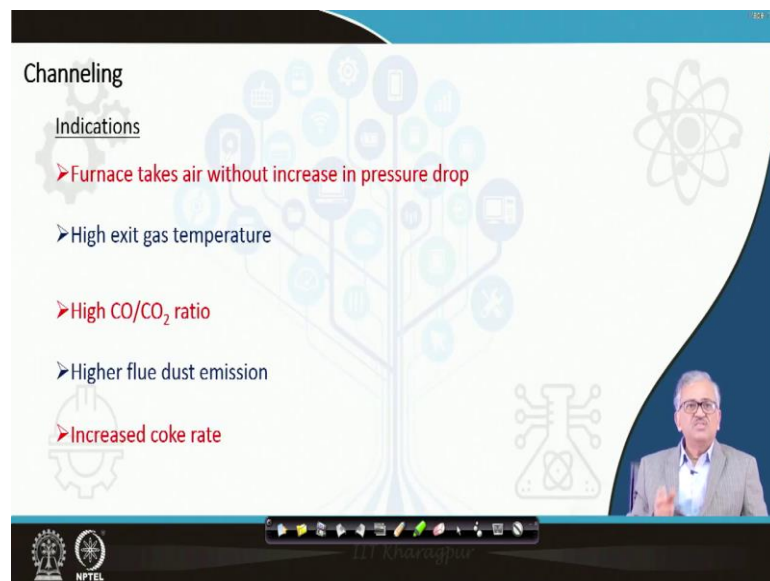 Channeling
Indications
➢Furnace takes air without increase in pressure drop
➢High exit gas temperature
➢High CO/CO₂ ratio
➢Higher flue dust emission
➢Increased coke rate
IIT Kharagpur
NPTEL